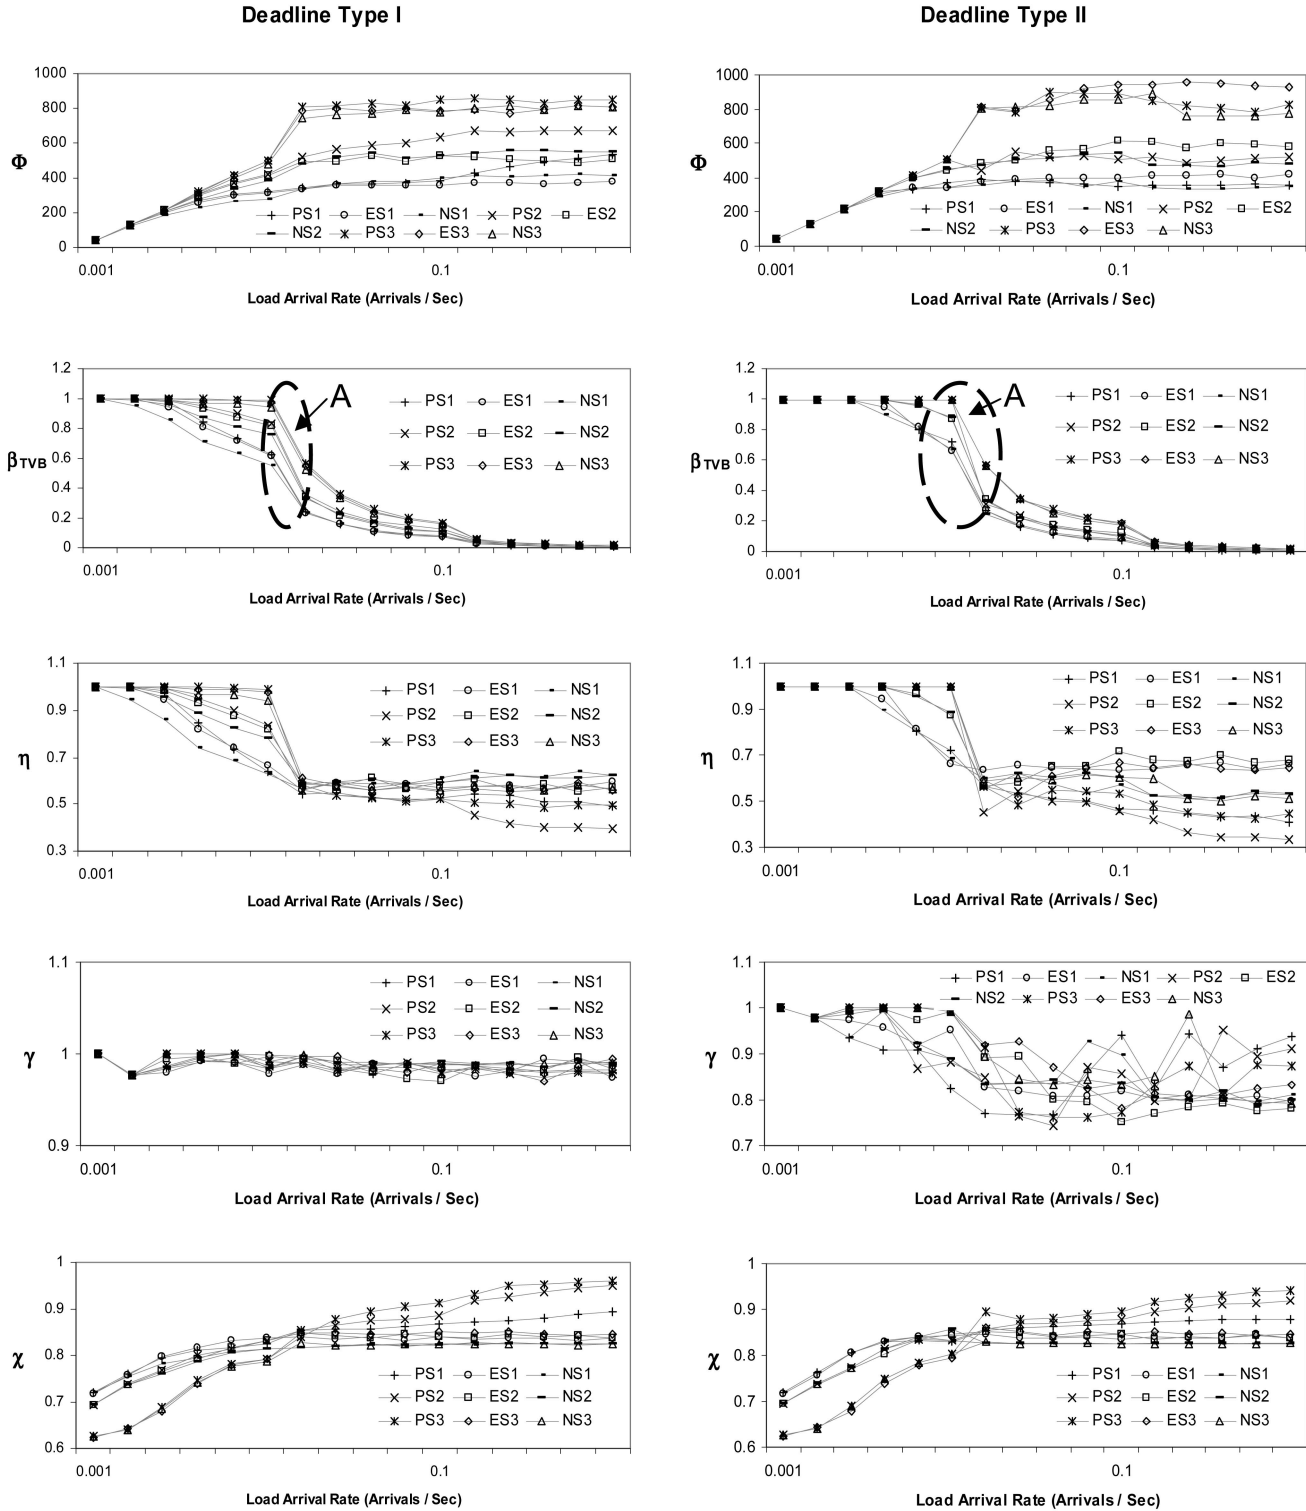 Deadline Type I
Deadline Type II
1000
800
600
400
200
0
Φ
PS1 ES1 NS1 PS2 ES2
NS2 PS3 ES3 NS3
0.001 0.1
Load Arrival Rate (Arrivals / Sec)
1000
800
600
400
200
0
Φ
PS1 ES1 NS1 PS2 ES2
NS2 PS3 ES3 NS3
0.001 0.1
Load Arrival Rate (Arrivals / Sec)
1.2
1
0.8
0.6
0.4
0.2
0
βTVB
A
PS1 ES1 NS1
PS2 ES2 NS2
PS3 ES3 NS3
0.001 0.1
Load Arrival Rate (Arrivals / Sec)
1.2
1
0.8
0.6
0.4
0.2
0
βTVB
A
PS1 ES1 NS1
PS2 ES2 NS2
PS3 ES3 NS3
0.001 0.1
Load Arrival Rate (Arrivals / Sec)
1.1
0.9
0.7
0.5
0.3
η
PS1 ES1 NS1
PS2 ES2 NS2
PS3 ES3 NS3
0.001 0.1
Load Arrival Rate (Arrivals / Sec)
1.1
0.9
0.7
0.5
0.3
η
PS1 ES1 NS1
PS2 ES2 NS2
PS3 ES3 NS3
0.001 0.1
Load Arrival Rate (Arrivals / Sec)
1.1
1
0.9
γ
PS1 ES1 NS1
PS2 ES2 NS2
PS3 ES3 NS3
0.001 0.1
Load Arrival Rate (Arrivals / Sec)
1.1
1
0.9
0.8
0.7
γ
PS1 ES1 NS1 PS2 ES2
NS2 PS3 ES3 NS3
0.001 0.1
Load Arrival Rate (Arrivals / Sec)
1
0.9
0.8
0.7
0.6
χ
PS1 ES1 NS1
PS2 ES2 NS2
PS3 ES3 NS3
0.001 0.1
Load Arrival Rate (Arrivals / Sec)
1
0.9
0.8
0.7
0.6
χ
PS1 ES1 NS1
PS2 ES2 NS2
PS3 ES3 NS3
0.001 0.1
Load Arrival Rate (Arrivals / Sec)